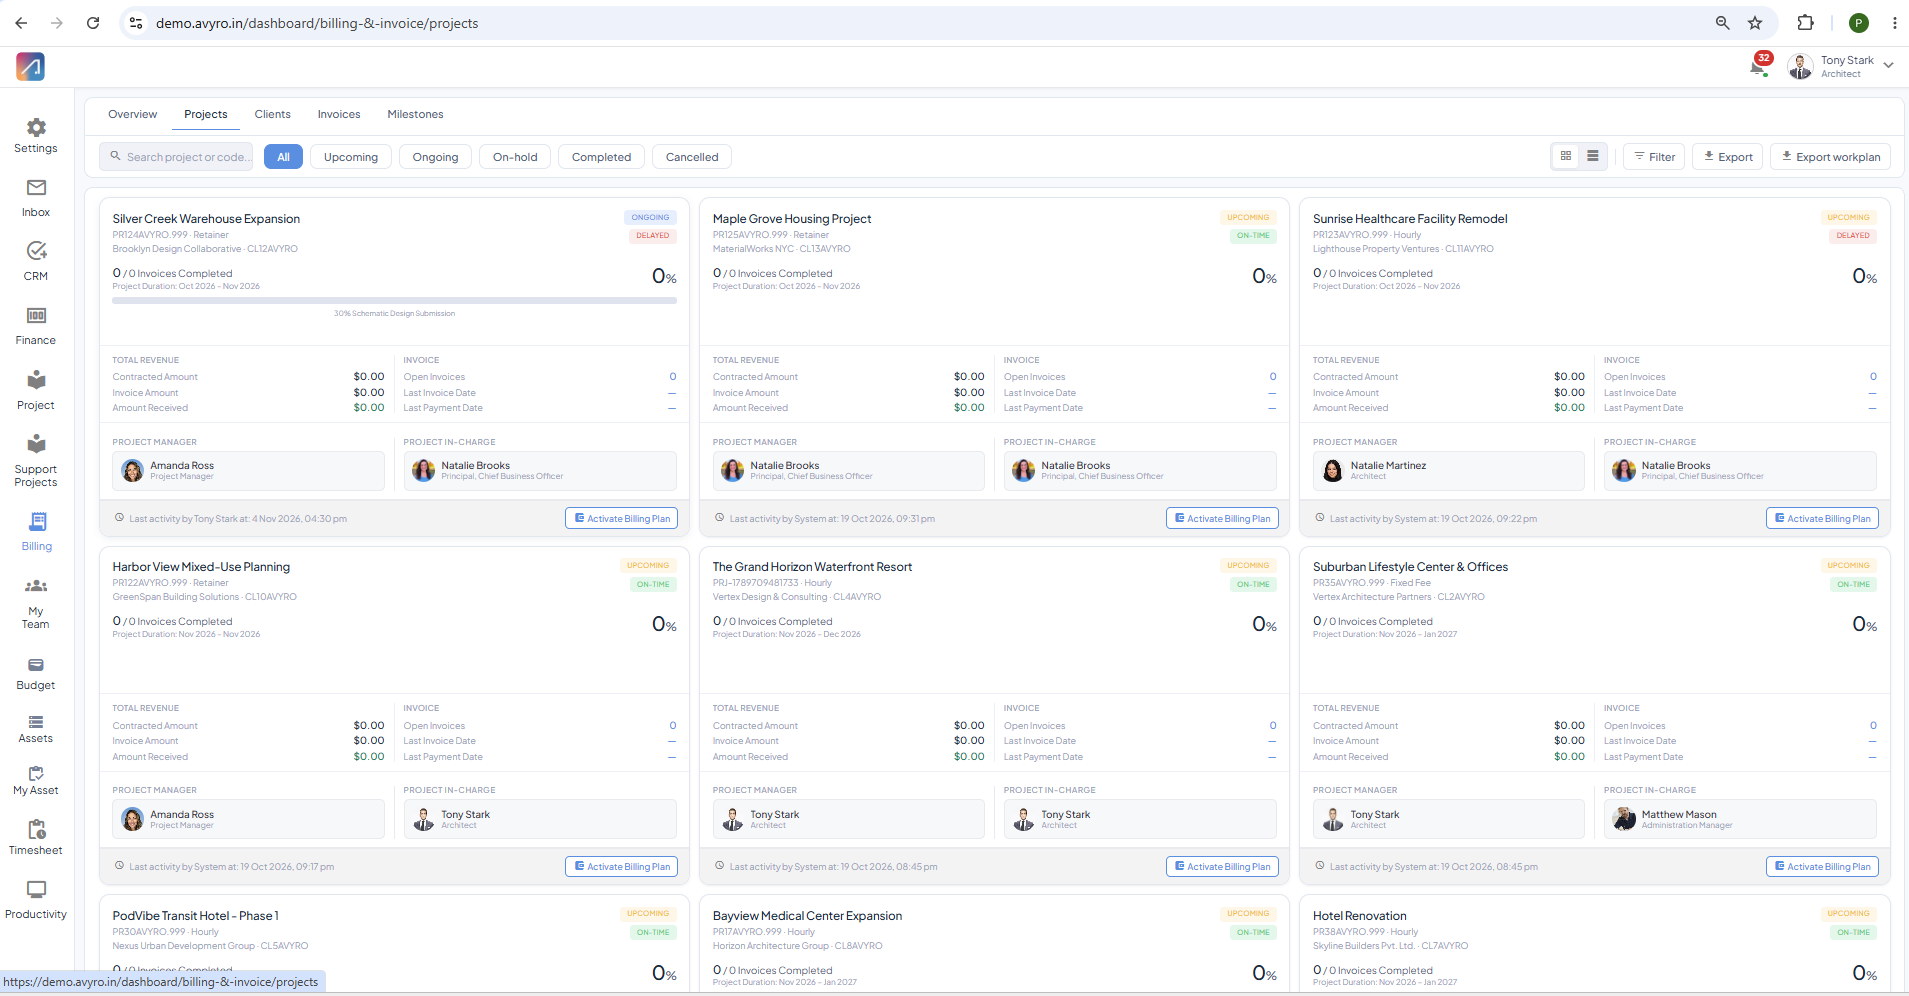 demo.avyro.in/dashboard/billing-&-invoice/projects
P
32
Tony Stark
Architect
Settings
Inbox
CRM
Finance
Project
Support
Projects
Billing
My
Team
Budget
Assets
My Asset
Timesheet
Productivity
Overview Projects Clients Invoices Milestones
Search project or code... All Upcoming Ongoing On-hold Completed Cancelled Filter Export Export workplan
Silver Creek Warehouse Expansion ONGOING
PR124AVYRO.999 · Retainer DELAYED
Brooklyn Design Collaborative · CL12AVYRO
0 / 0 Invoices Completed 0%
Project Duration: Oct 2026 - Nov 2026
30% Schematic Design Submission
TOTAL REVENUE INVOICE
Contracted Amount $0.00 Open Invoices 0
Invoice Amount $0.00 Last Invoice Date —
Amount Received $0.00 Last Payment Date —
PROJECT MANAGER PROJECT IN-CHARGE
Amanda Ross Natalie Brooks
Project Manager Principal, Chief Business Officer
Last activity by Tony Stark at: 4 Nov 2026, 04:30 pm Activate Billing Plan
Maple Grove Housing Project UPCOMING
PR125AVYRO.999 · Retainer ON-TIME
MaterialWorks NYC · CL13AVYRO
0 / 0 Invoices Completed 0%
Project Duration: Oct 2026 - Nov 2026
TOTAL REVENUE INVOICE
Contracted Amount $0.00 Open Invoices 0
Invoice Amount $0.00 Last Invoice Date —
Amount Received $0.00 Last Payment Date —
PROJECT MANAGER PROJECT IN-CHARGE
Natalie Brooks Natalie Brooks
Principal, Chief Business Officer Principal, Chief Business Officer
Last activity by System at: 19 Oct 2026, 09:31 pm Activate Billing Plan
Sunrise Healthcare Facility Remodel UPCOMING
PR123AVYRO.999 · Hourly DELAYED
Lighthouse Property Ventures · CL11AVYRO
0 / 0 Invoices Completed 0%
Project Duration: Oct 2026 - Nov 2026
TOTAL REVENUE INVOICE
Contracted Amount $0.00 Open Invoices 0
Invoice Amount $0.00 Last Invoice Date —
Amount Received $0.00 Last Payment Date —
PROJECT MANAGER PROJECT IN-CHARGE
Natalie Martinez Natalie Brooks
Architect Principal, Chief Business Officer
Last activity by System at: 19 Oct 2026, 09:22 pm Activate Billing Plan
Harbor View Mixed-Use Planning UPCOMING
PR122AVYRO.999 · Retainer ON-TIME
GreenSpan Building Solutions · CL10AVYRO
0 / 0 Invoices Completed 0%
Project Duration: Nov 2026 - Nov 2026
TOTAL REVENUE INVOICE
Contracted Amount $0.00 Open Invoices 0
Invoice Amount $0.00 Last Invoice Date —
Amount Received $0.00 Last Payment Date —
PROJECT MANAGER PROJECT IN-CHARGE
Amanda Ross Tony Stark
Project Manager Architect
Last activity by System at: 19 Oct 2026, 09:17 pm Activate Billing Plan
The Grand Horizon Waterfront Resort UPCOMING
PRJ-1789709481733 · Hourly ON-TIME
Vertex Design & Consulting · CL4AVYRO
0 / 0 Invoices Completed 0%
Project Duration: Nov 2026 - Dec 2026
TOTAL REVENUE INVOICE
Contracted Amount $0.00 Open Invoices 0
Invoice Amount $0.00 Last Invoice Date —
Amount Received $0.00 Last Payment Date —
PROJECT MANAGER PROJECT IN-CHARGE
Tony Stark Tony Stark
Architect Architect
Last activity by System at: 19 Oct 2026, 08:45 pm Activate Billing Plan
Suburban Lifestyle Center & Offices UPCOMING
PR35AVYRO.999 · Fixed Fee ON-TIME
Vertex Architecture Partners · CL2AVYRO
0 / 0 Invoices Completed 0%
Project Duration: Nov 2026 - Jan 2027
TOTAL REVENUE INVOICE
Contracted Amount $0.00 Open Invoices 0
Invoice Amount $0.00 Last Invoice Date —
Amount Received $0.00 Last Payment Date —
PROJECT MANAGER PROJECT IN-CHARGE
Tony Stark Matthew Mason
Architect Administration Manager
Last activity by System at: 19 Oct 2026, 08:45 pm Activate Billing Plan
PodVibe Transit Hotel - Phase 1 UPCOMING
PR30AVYRO.999 · Hourly ON-TIME
Nexus Urban Development Group · CL5AVYRO
0 / 0 Invoices Completed 0%
Bayview Medical Center Expansion UPCOMING
PR17AVYRO.999 · Hourly ON-TIME
Horizon Architecture Group · CL8AVYRO
0 / 0 Invoices Completed 0%
Project Duration: Nov 2026 - Jan 2027
Hotel Renovation UPCOMING
PR38AVYRO.999 · Hourly ON-TIME
Skyline Builders Pvt. Ltd. · CL7AVYRO
0 / 0 Invoices Completed 0%
Project Duration: Nov 2026 - Jan 2027
https://demo.avyro.in/dashboard/billing-&-invoice/projects